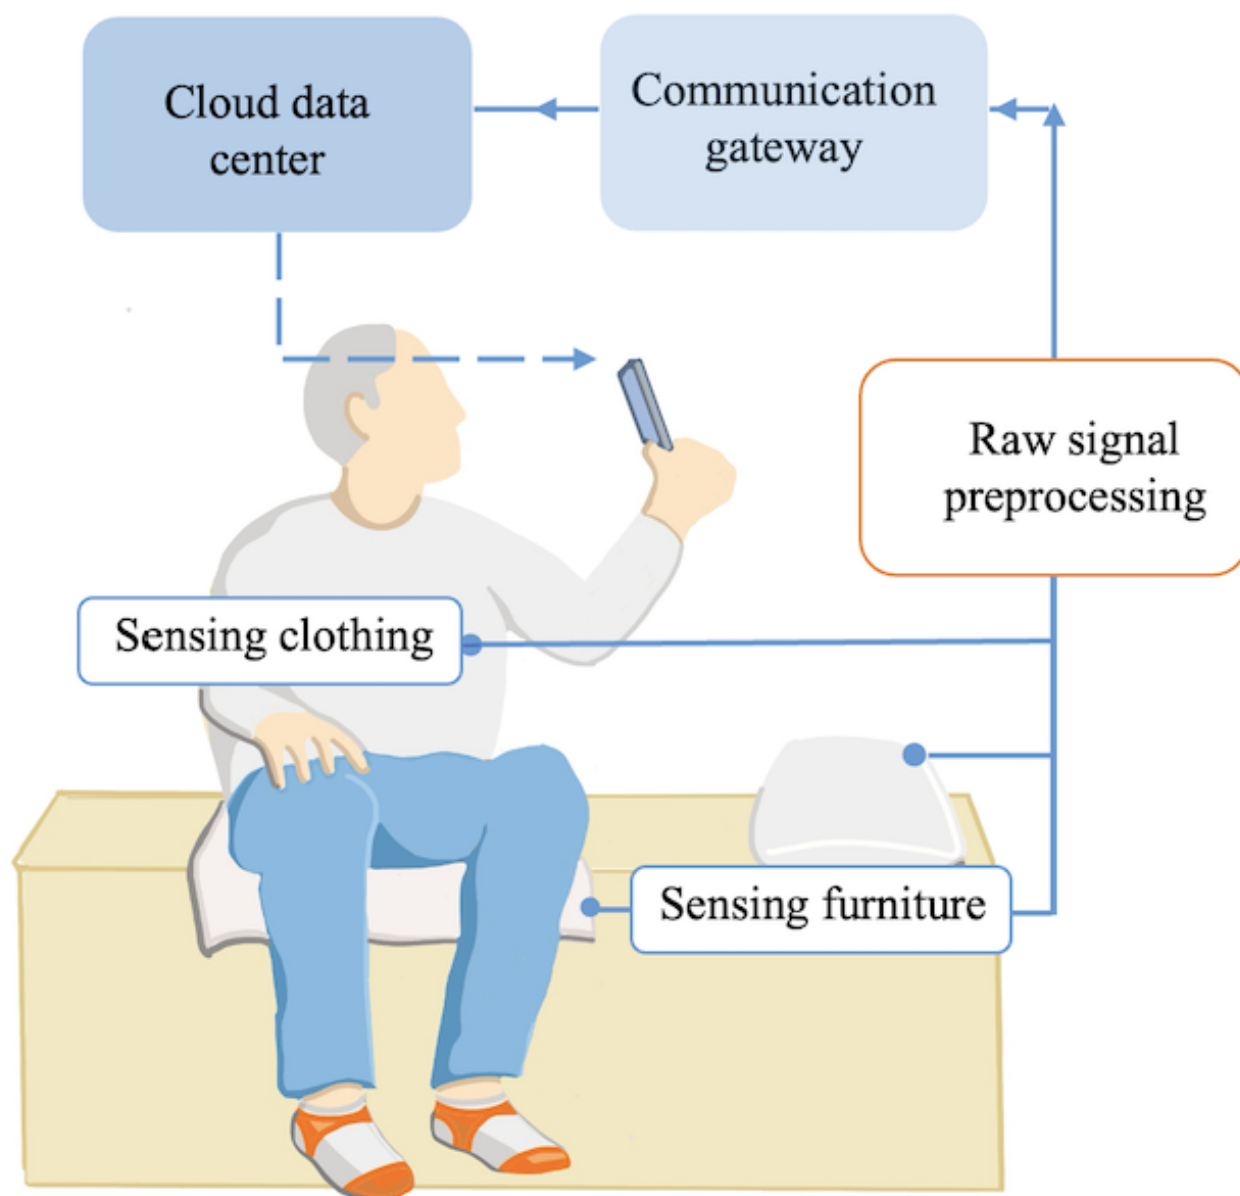 Cloud data
center
Communication
gateway
Raw signal
preprocessing
Sensing clothing
Sensing furniture